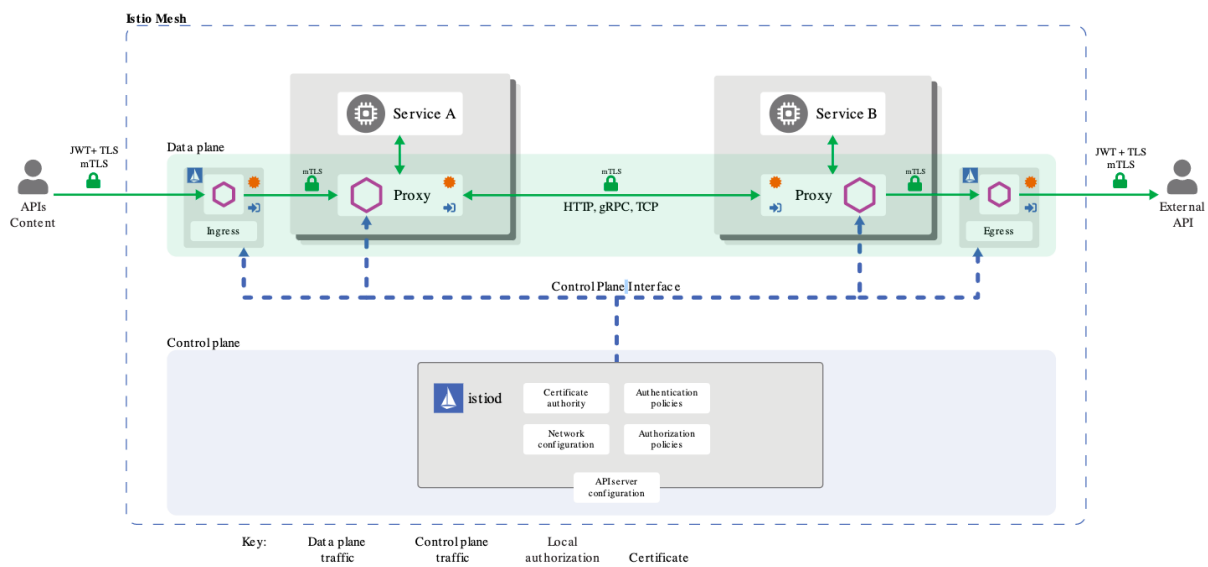 Istio Mesh
Service A
Service B
Data plane
JWT+ TLS
mTLS
JWT + TLS
mTLS
mTLS
mTLS
mTLS
Proxy
Proxy
HTTP, gRPC, TCP
APIs
Content
External
API
Ingress
Egress
Control Plane Interface
Control plane
istiod
Certificate
authority
Authentication
policies
Network
configuration
Authorization
policies
API server
configuration
Key:
Data plane
traffic
Control plane
traffic
Local
authorization
Certificate